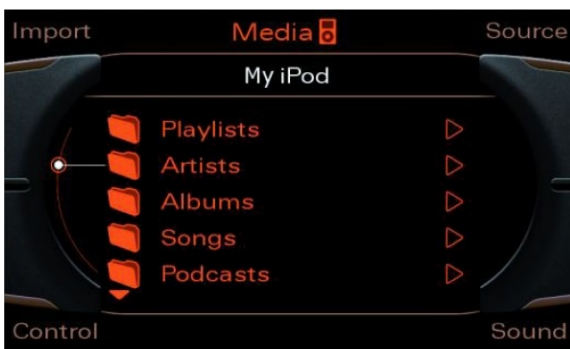 Import Media Source
My iPod
Playlists
Artists
Albums
Songs
Podcasts
Control Sound